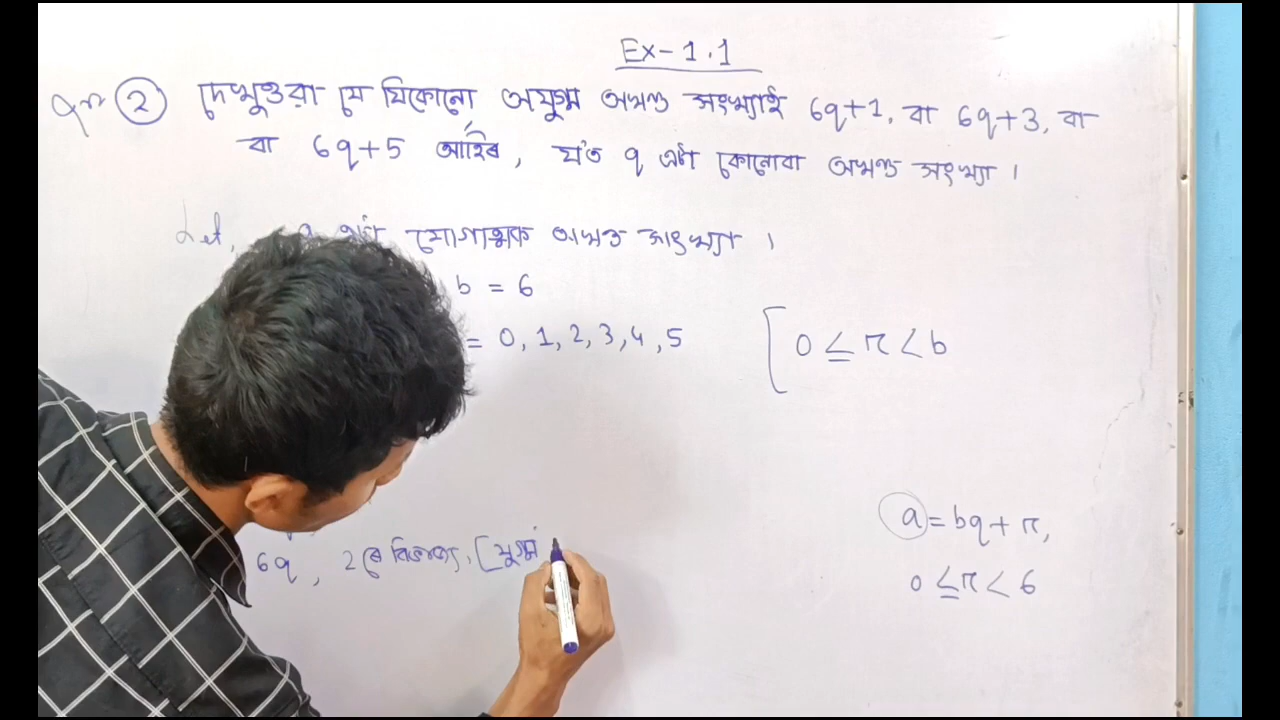 Ex-1.1
Qn 2 দেখুওৱা যে যিকোনো অযুগ্ম অখণ্ড সংখ্যাই 6q+1, বা 6q+3, বা
বা 6q+5 আৰ্হিৰ, য'ত q এটা কোনোবা অখণ্ড সংখ্যা ।
Let, a এটা যোগাত্মক অখণ্ড সংখ্যা ।
b = 6
= 0, 1, 2, 3, 4, 5 [ 0 ≤ r < b
a = bq + r,
6q, 2 ৰে বিভাজ্য, [যুগ্ম
0 ≤ r < 6